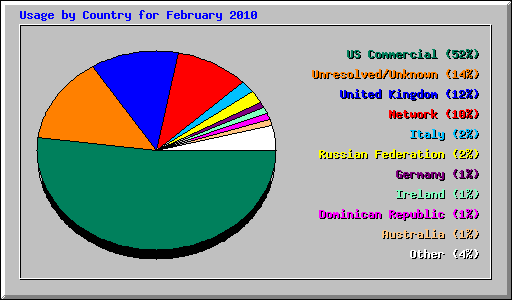 Usage by Country for February 2010
US Commercial (52%)
Unresolved/Unknown (14%)
United Kingdom (12%)
Network (10%)
Italy (2%)
Russian Federation (2%)
Germany (1%)
Ireland (1%)
Dominican Republic (1%)
Australia (1%)
Other (4%)